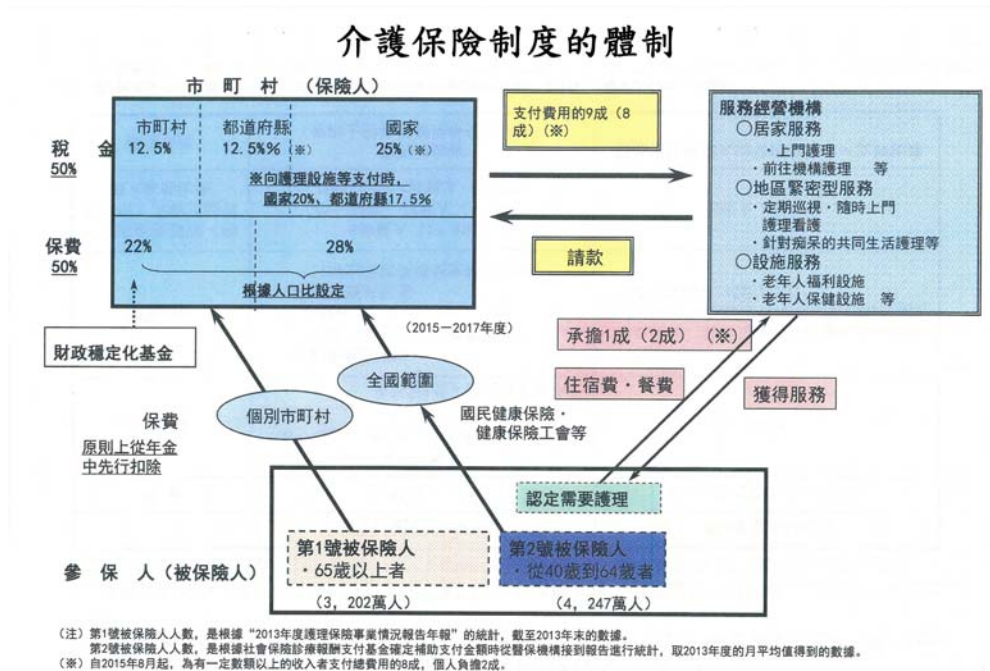 介護保險制度的體制
市 町 村 （保險人）
稅 金
50%
市町村
12.5%
都道府縣
12.5%% （※）
國家
25%（※）
※向護理設施等支付時，
國家20%、都道府縣17.5%
保費
50%
22%
28%
根據人口比設定
（2015－2017年度）
財政穩定化基金
支付費用的9成（8
成）（※）
請款
服務經營機構
○居家服務
・上門護理
・前往機構護理 等
○地區緊密型服務
・定期巡視・隨時上門
護理看護
・針對痴呆的共同生活護理等
○設施服務
・老年人福利設施
・老年人保健設施 等
承擔1成（2成）（※）
住宿費・餐費
獲得服務
全國範圍
個別市町村
國民健康保險・
健康保險工會等
保費
原則上從年金
中先行扣除
認定需要護理
參 保 人（被保險人）
第1號被保險人
・65歲以上者
（3, 202萬人）
第2號被保險人
・從40歲到64歲者
（4, 247萬人）
（注）第1號被保險人人數，是根據“2013年度護理保險事業情況報告年報”的統計，截至2013年末的數據。
第2號被保險人人數，是根據社會保險診療報酬支付基金確定補助支付金額時從醫保機構接到報告進行統計，取2013年度的月平均值得到的數據。
（※）自2015年8月起，為有一定數額以上的收入者支付總費用的8成，個人負擔2成。